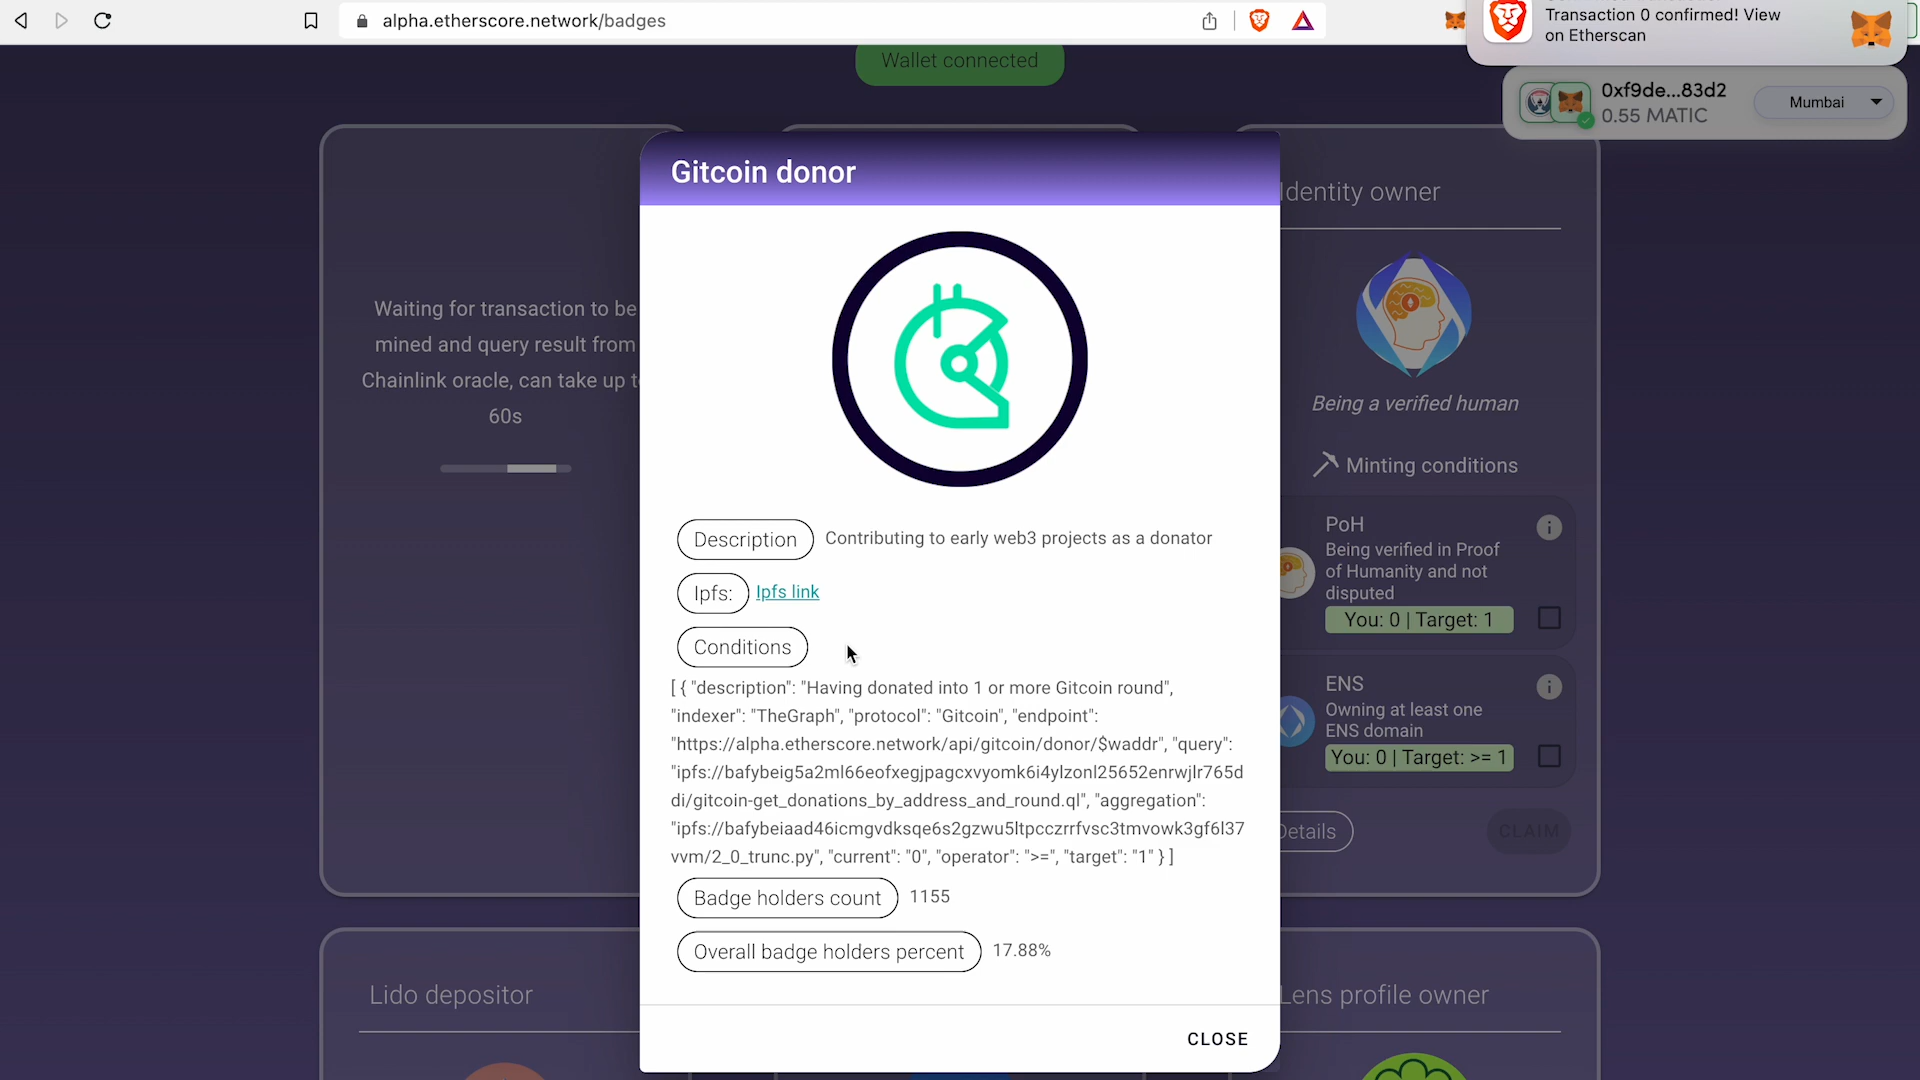 alpha.etherscore.network/badges
Transaction 0 confirmed! View
on Etherscan
Wallet connected
0xf9de...83d2
0.55 MATIC
Mumbai
Gitcoin donor
Identity owner
Waiting for transaction to be
mined and query result from
Chainlink oracle, can take up
60s
Being a verified human
Minting conditions
PoH
Being verified in Proof
of Humanity and not
disputed
You: 0 | Target: 1
ENS
Owning at least one
ENS domain
You: 0 | Target: >= 1
Details
CLAIM
Description
Contributing to early web3 projects as a donator
Ipfs:
Ipfs link
Conditions
[ { "description": "Having donated into 1 or more Gitcoin round",
"indexer": "TheGraph", "protocol": "Gitcoin", "endpoint":
"https://alpha.etherscore.network/api/gitcoin/donor/$waddr", "query":
"ipfs://bafybeig5a2ml66eofxegjpagcxvyomk6i4ylzonl25652enrwjlr765d
di/gitcoin-get_donations_by_address_and_round.ql", "aggregation":
"ipfs://bafybeiaad46icmgvdksqe6s2gzwu5ltpcczrrfvsc3tmvowk3gf6l37
vvm/2_0_trunc.py", "current": "0", "operator": ">=", "target": "1" } ]
Badge holders count
1155
Overall badge holders percent
17.88%
Lido depositor
Lens profile owner
CLOSE